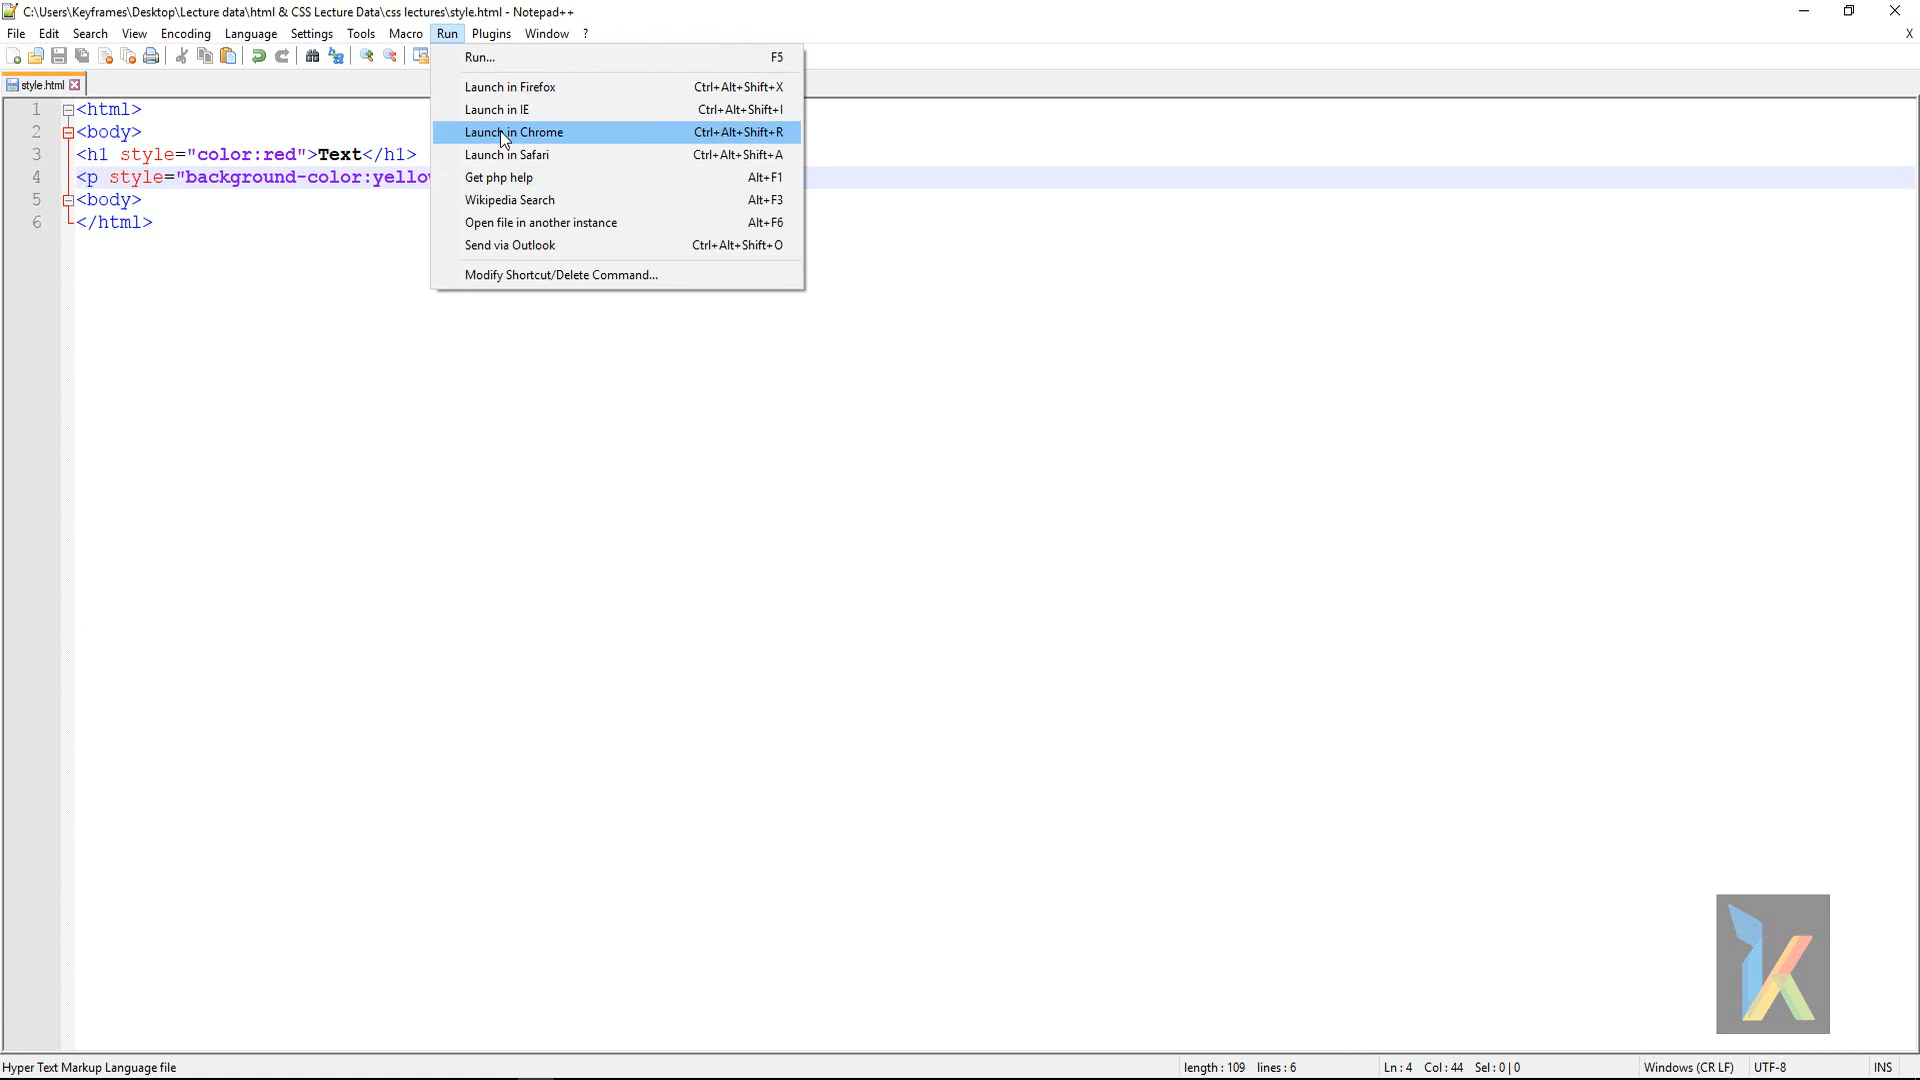 C:\Users\Keyframes\Desktop\Lecture data\html & CSS Lecture Data\css lectures\style.html - Notepad++
File Edit Search View Encoding Language Settings Tools Macro Run Plugins Window ? X
style.html
Run... F5
Launch in Firefox Ctrl+Alt+Shift+X
Launch in IE Ctrl+Alt+Shift+I
Launch in Chrome Ctrl+Alt+Shift+R
Launch in Safari Ctrl+Alt+Shift+A
Get php help Alt+F1
Wikipedia Search Alt+F3
Open file in another instance Alt+F6
Send via Outlook Ctrl+Alt+Shift+O
Modify Shortcut/Delete Command...
1 <html>
2 <body>
3 <h1 style="color:red">Text</h1>
4 <p style="background-color:yello
5 <body>
6 </html>
Hyper Text Markup Language file length : 109 lines : 6 Ln : 4 Col : 44 Sel : 0 | 0 Windows (CR LF) UTF-8 INS